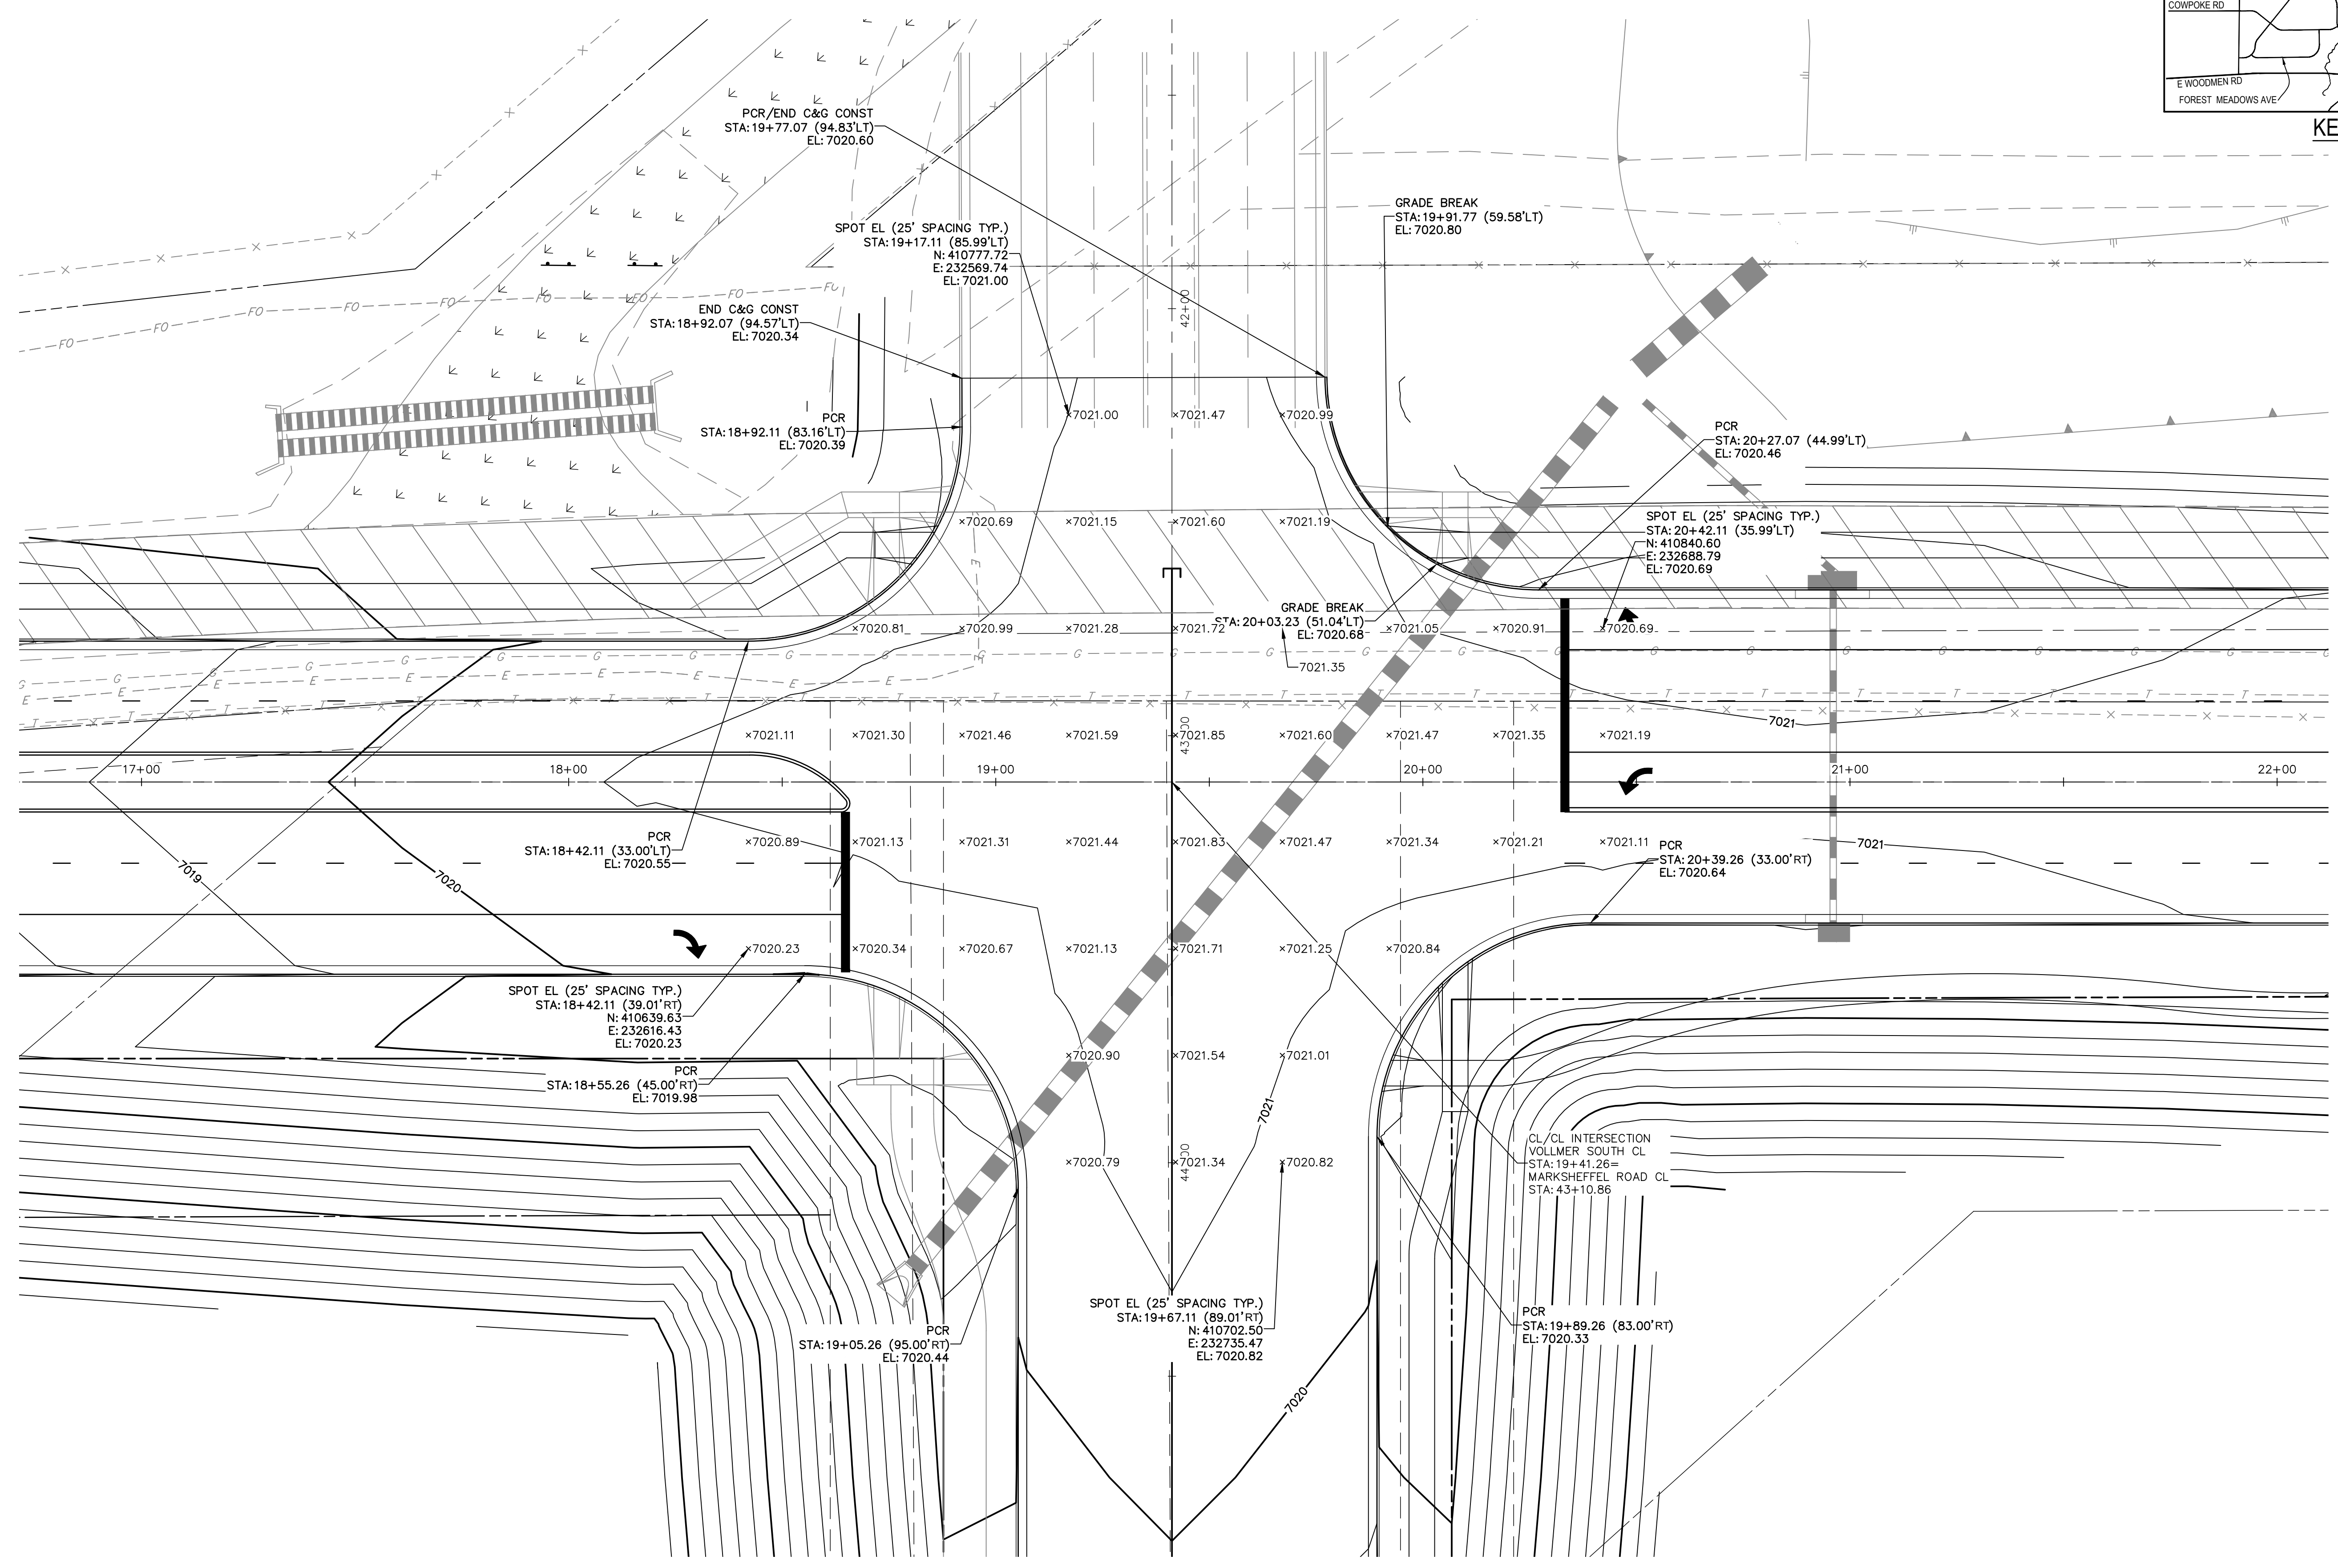 COWPOKE RD
E WOODMEN RD
FOREST MEADOWS AVE
KE
PCR/END C&G CONST
STA: 19+77.07 (94.83'LT)
EL: 7020.60
GRADE BREAK
STA: 19+91.77 (59.58'LT)
EL: 7020.80
SPOT EL (25' SPACING TYP.)
STA: 19+17.11 (85.99'LT)
N: 410777.72
E: 232569.74
EL: 7021.00
FO FO FO FO FO FO FO FO
END C&G CONST
STA: 18+92.07 (94.57'LT)
EL: 7020.34
42+00
PCR
STA: 18+92.11 (83.16'LT)
EL: 7020.39
×7021.00 ×7021.47 ×7020.99
PCR
STA: 20+27.07 (44.99'LT)
EL: 7020.46
×7020.69 ×7021.15 ×7021.60 ×7021.19
SPOT EL (25' SPACING TYP.)
STA: 20+42.11 (35.99'LT)
N: 410840.60
E: 232688.79
EL: 7020.69
GRADE BREAK
STA: 20+03.23 (51.04'LT)
EL: 7020.68
×7020.81 ×7020.99 ×7021.28 ×7021.72 ×7021.05 ×7020.91 ×7020.69
7021.35
G G G G G G G G G G G G G G G G G G G G G G G G
E E E E E E E E E E
T T T T T T T T T T T T T T T T T T T T T
7021
×7021.11 ×7021.30 ×7021.46 ×7021.59 ×7021.85 ×7021.60 ×7021.47 ×7021.35 ×7021.19
43+00
17+00 18+00 19+00 20+00 21+00 22+00
PCR
STA: 18+42.11 (33.00'LT)
EL: 7020.55
×7020.89 ×7021.13 ×7021.31 ×7021.44 ×7021.83 ×7021.47 ×7021.34 ×7021.21 ×7021.11
PCR
STA: 20+39.26 (33.00'RT)
EL: 7020.64
7021
7019
7020
×7020.23 ×7020.34 ×7020.67 ×7021.13 ×7021.71 ×7021.25 ×7020.84
SPOT EL (25' SPACING TYP.)
STA: 18+42.11 (39.01'RT)
N: 410639.63
E: 232616.43
EL: 7020.23
×7020.90 ×7021.54 ×7021.01
PCR
STA: 18+55.26 (45.00'RT)
EL: 7019.98
7021
CL/CL INTERSECTION
VOLLMER SOUTH CL
STA: 19+41.26=
MARKSHEFFEL ROAD CL
STA: 43+10.86
×7020.79 ×7021.34 ×7020.82
44+00
SPOT EL (25' SPACING TYP.)
STA: 19+67.11 (89.01'RT)
N: 410702.50
E: 232735.47
EL: 7020.82
PCR
STA: 19+89.26 (83.00'RT)
EL: 7020.33
PCR
STA: 19+05.26 (95.00'RT)
EL: 7020.44
7020